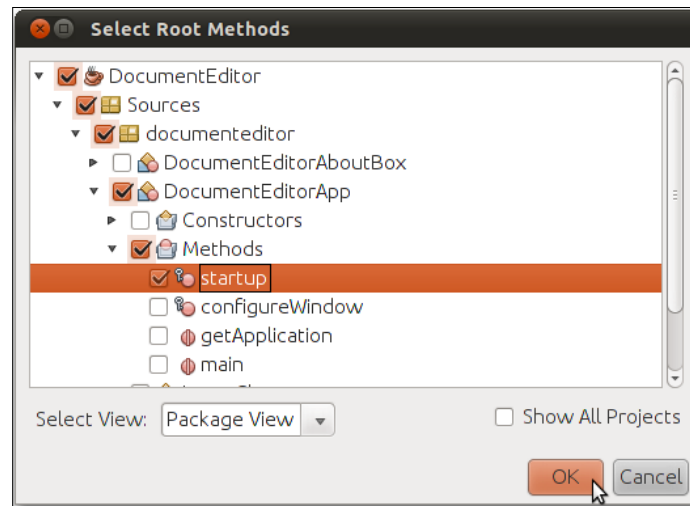 Select Root Methods
DocumentEditor
Sources
documenteditor
DocumentEditorAboutBox
DocumentEditorApp
Constructors
Methods
startup
configureWindow
getApplication
main
Select View: Package View Show All Projects
OK Cancel